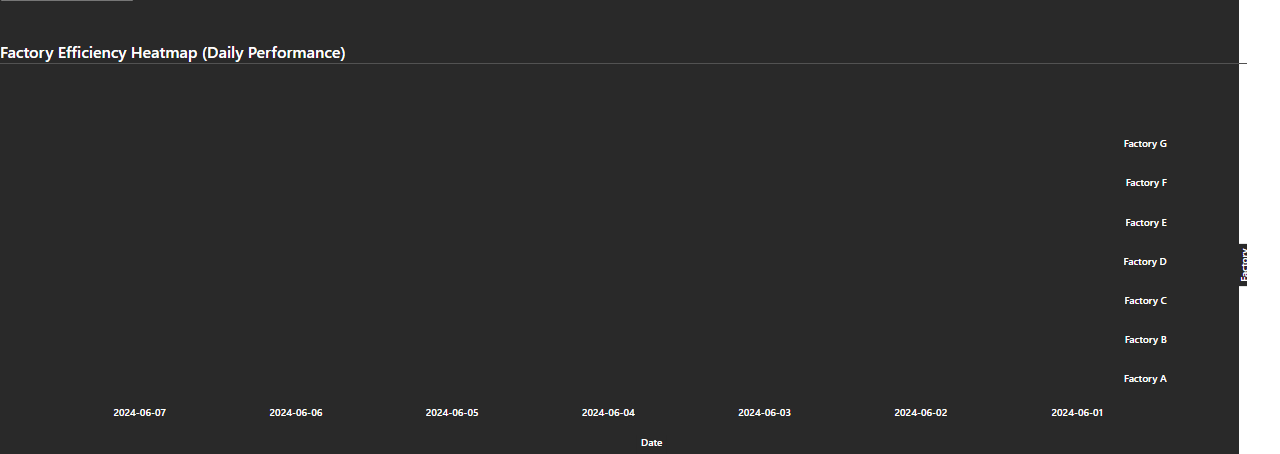 Factory Efficiency Heatmap (Daily Performance)
Factory G
Factory F
Factory E
Factory D
Factory C
Factory B
Factory A
Factory
2024-06-07 2024-06-06 2024-06-05 2024-06-04 2024-06-03 2024-06-02 2024-06-01
Date